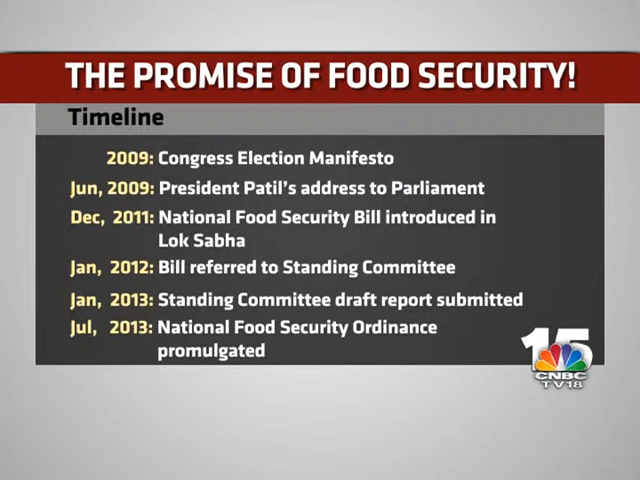 THE PROMISE OF FOOD SECURITY!
Timeline
2009: Congress Election Manifesto
Jun, 2009: President Patil's address to Parliament
Dec, 2011: National Food Security Bill introduced in
Lok Sabha
Jan, 2012: Bill referred to Standing Committee
Jan, 2013: Standing Committee draft report submitted
Jul, 2013: National Food Security Ordinance
promulgated
15
CNBC
TV18